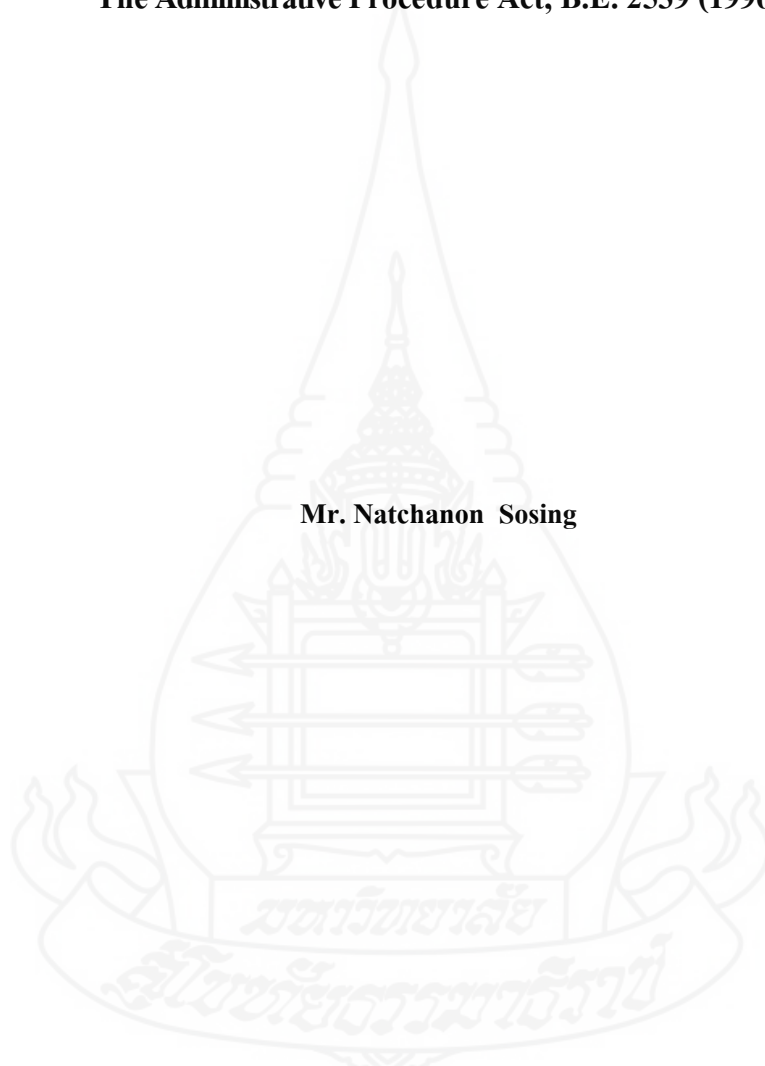 The Administrative Procedure Act, B.E. 2539 (1996
Mr. Natchanon Sosing
มหาวิทยาลัย
สุโขทัยธรรมาธิราช